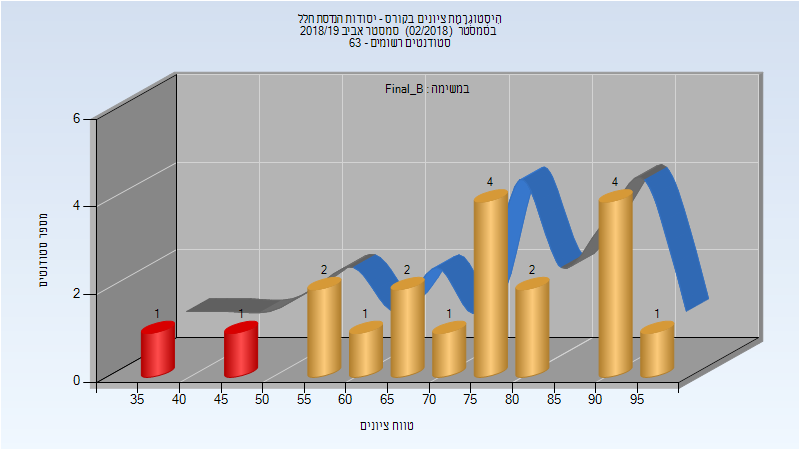 היסטוגרמת ציונים בקורס - יסודות הנדסת חלל
בסמסטר (02/2018) סמסטר אביב 2018/19
סטודנטים רשומים - 63
במשימה : Final_B
מספר סטודנטים
6
4
2
0
1
1
2
1
2
1
4
2
4
1
35 40 45 50 55 60 65 70 75 80 85 90 95
טווח ציונים